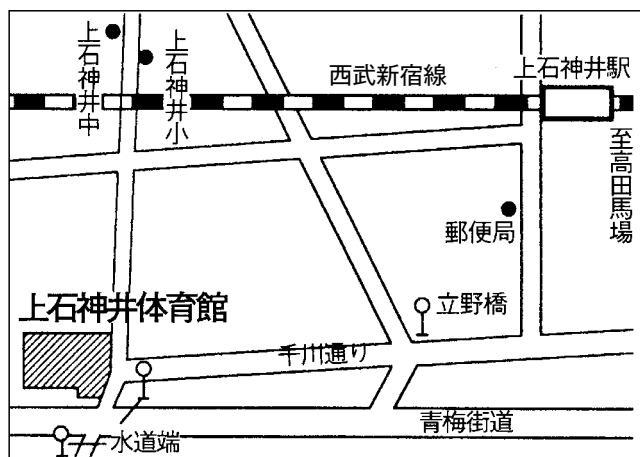 上石神井中
上石神井小
西武新宿線
上石神井駅
至高田馬場
郵便局
上石神井体育館
立野橋
千川通り
青梅街道
水道端